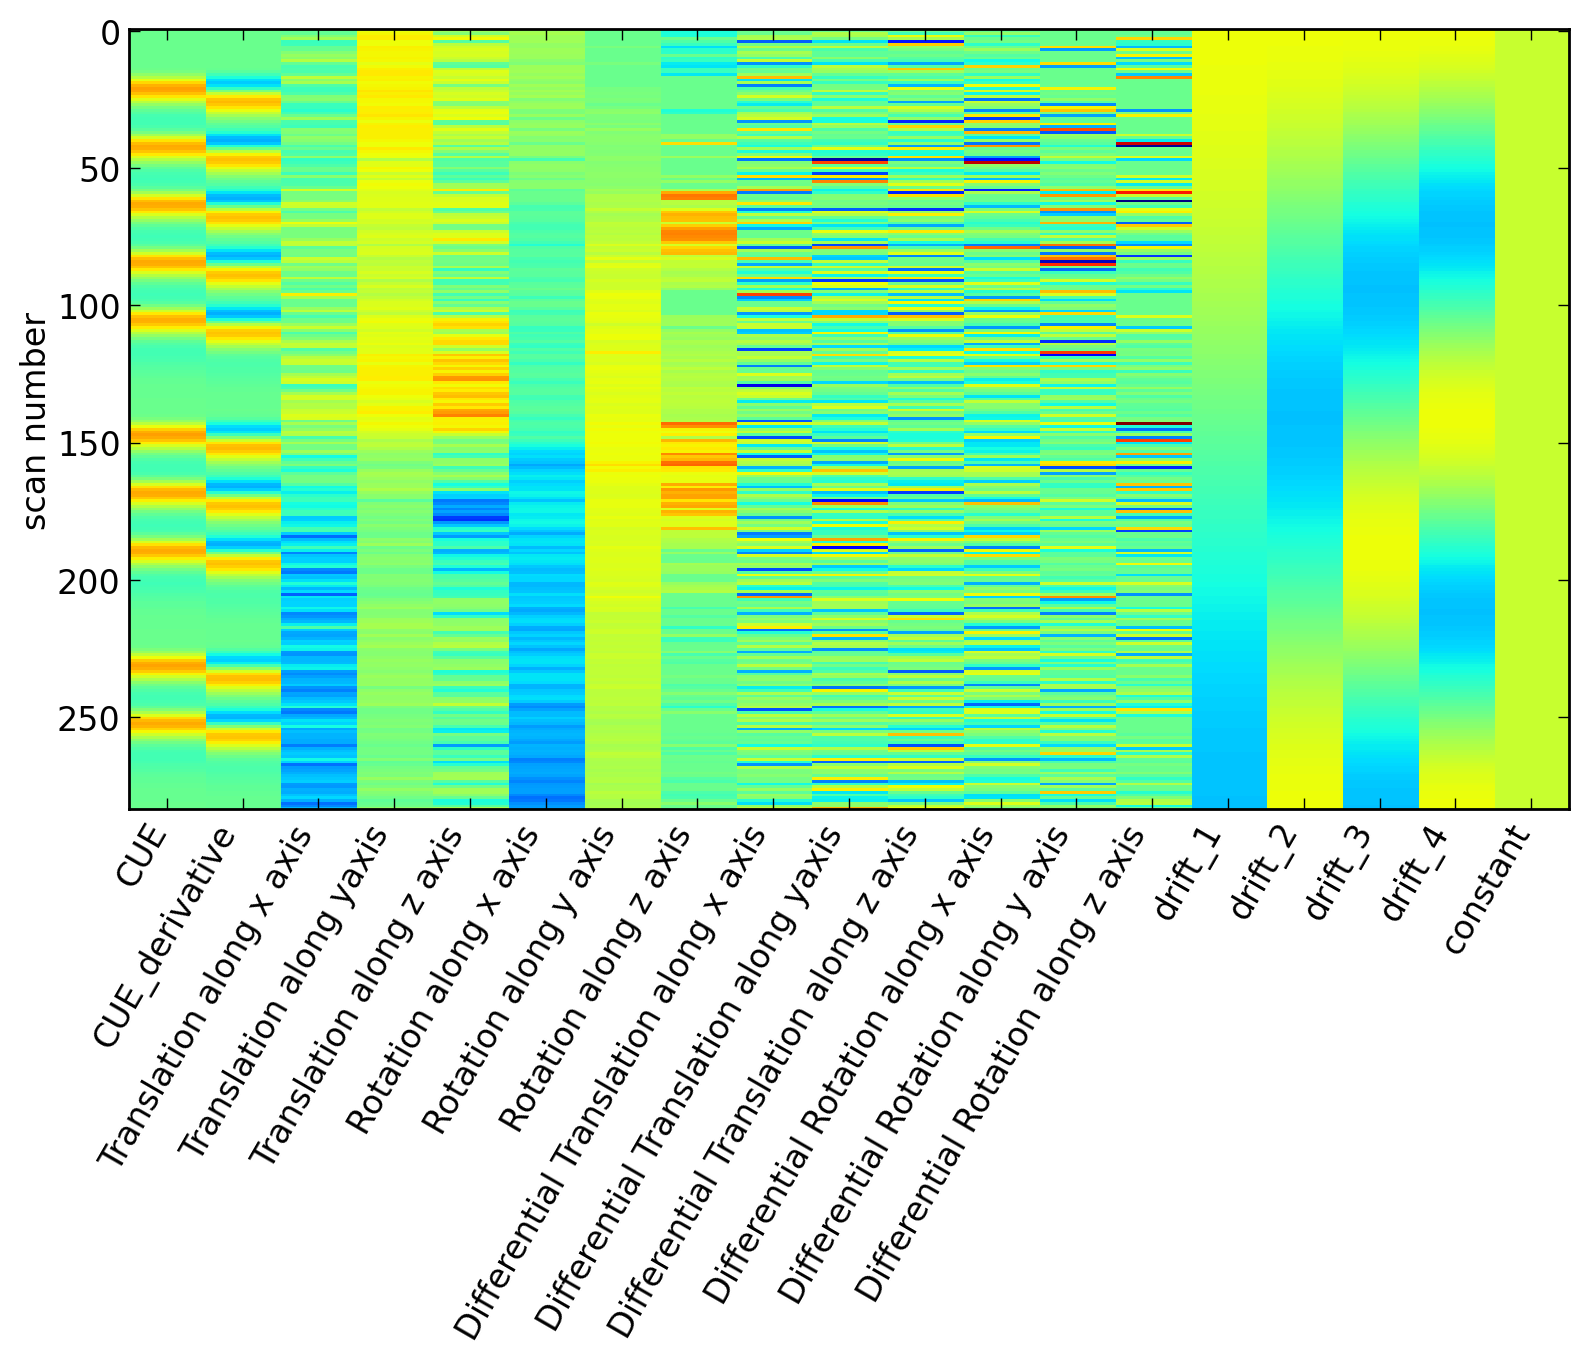 scan number
0
50
100
150
200
250
CUE
CUE_derivative
Translation along x axis
Translation along yaxis
Translation along z axis
Rotation along x axis
Rotation along y axis
Rotation along z axis
Differential Translation along x axis
Differential Translation along yaxis
Differential Translation along z axis
Differential Rotation along x axis
Differential Rotation along y axis
Differential Rotation along z axis
drift_1
drift_2
drift_3
drift_4
constant